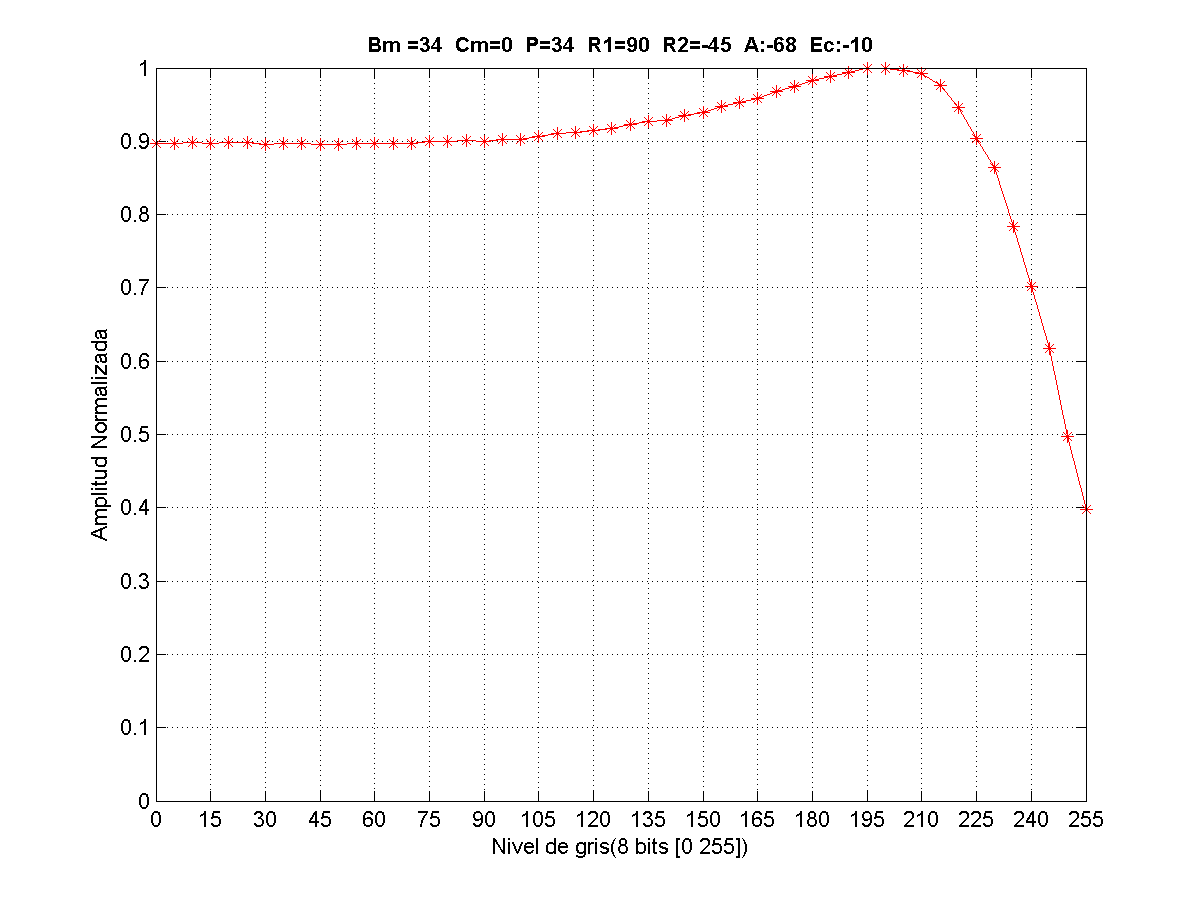 Bm =34 Cm=0 P=34 R1=90 R2=-45 A:-68 Ec:-10
1
0.9
0.8
0.7
0.6
0.5
0.4
0.3
0.2
0.1
0
Amplitud Normalizada
0 15 30 45 60 75 90 105 120 135 150 165 180 195 210 225 240 255
Nivel de gris(8 bits [0 255])